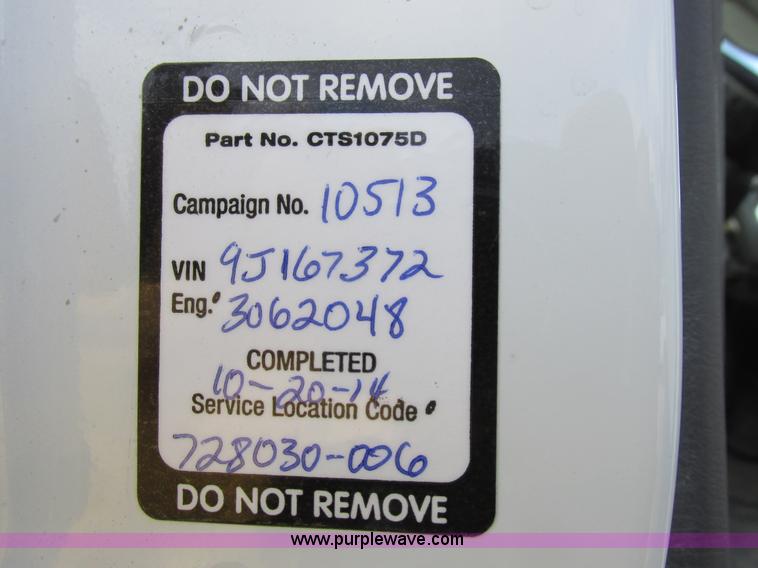 DO NOT REMOVE
Part No. CTS1075D
Campaign No. 10513
VIN 9J167372
Eng.# 3062048
COMPLETED
10-20-14
Service Location Code #
728030-006
DO NOT REMOVE
www.purplewave.com